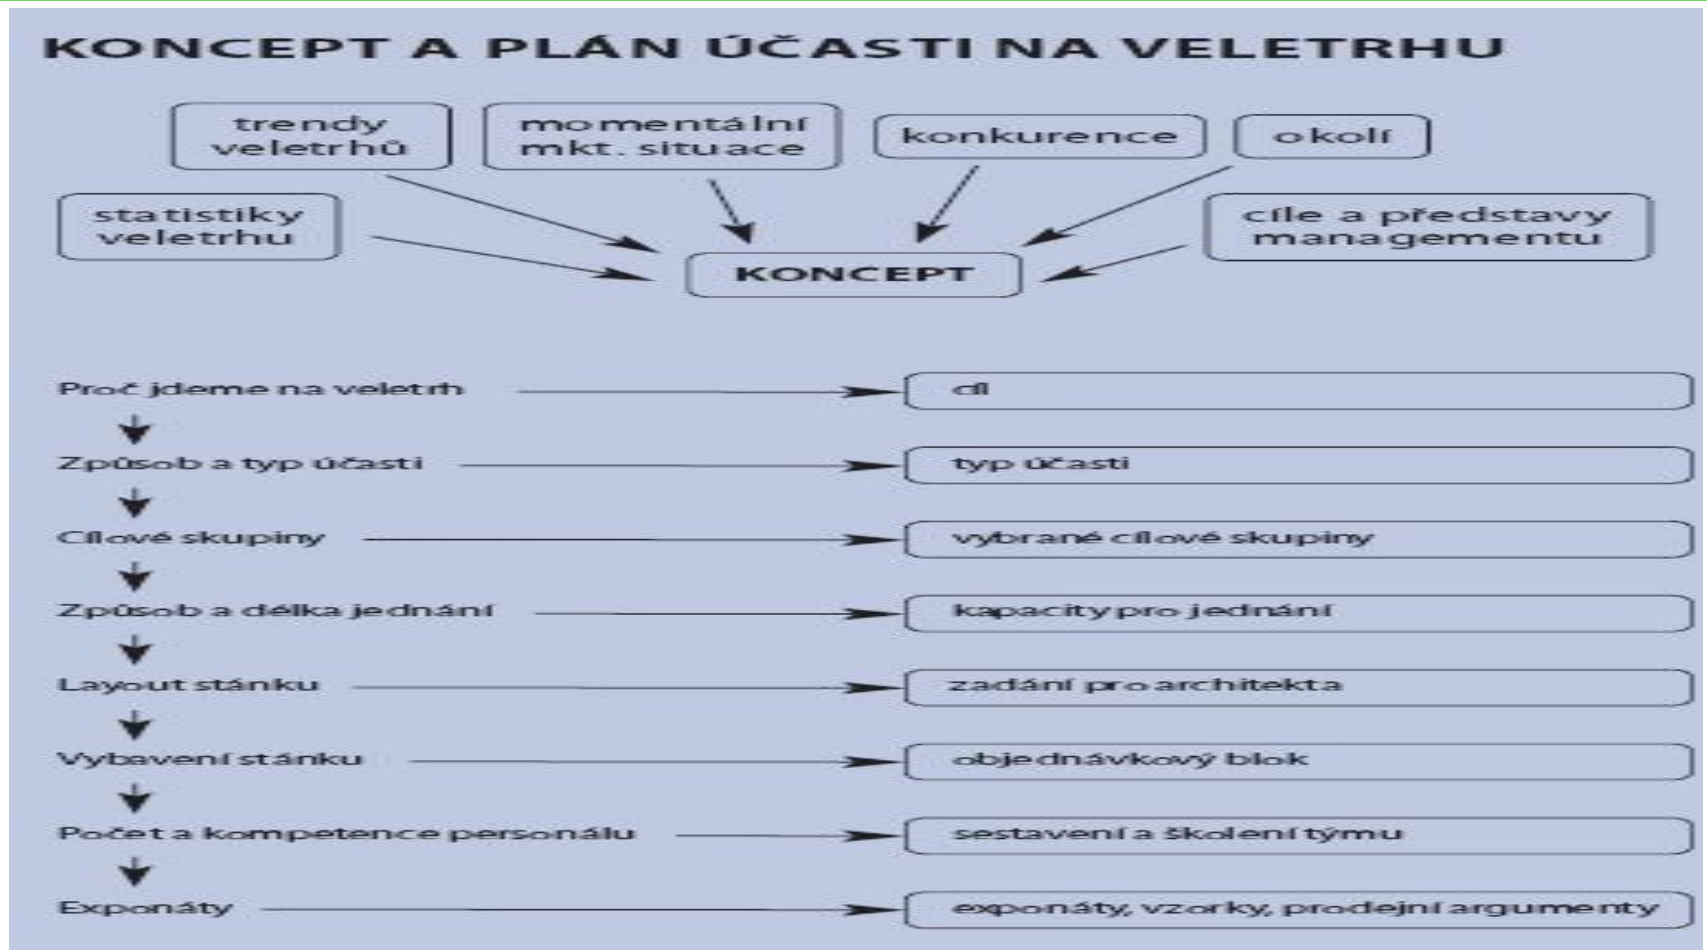 KONCEPT A PLÁN ÚČASTI NA VELETRHU
trendy
veletrhů
momentální
mkt. situace
konkurence
okolí
statistiky
veletrhu
cíle a představy
managementu
KONCEPT
Proč jdeme na veletrh
cíl
Způsob a typ účasti
typ účasti
Cílové skupiny
vybrané cílové skupiny
Způsob a délka jednání
kapacity pro jednání
Layout stánku
zadání pro architekta
Vybavení stánku
objednávkový blok
Počet a kompetence personálu
sestavení a školení týmu
Exponáty
exponáty, vzorky, prodejní argumenty